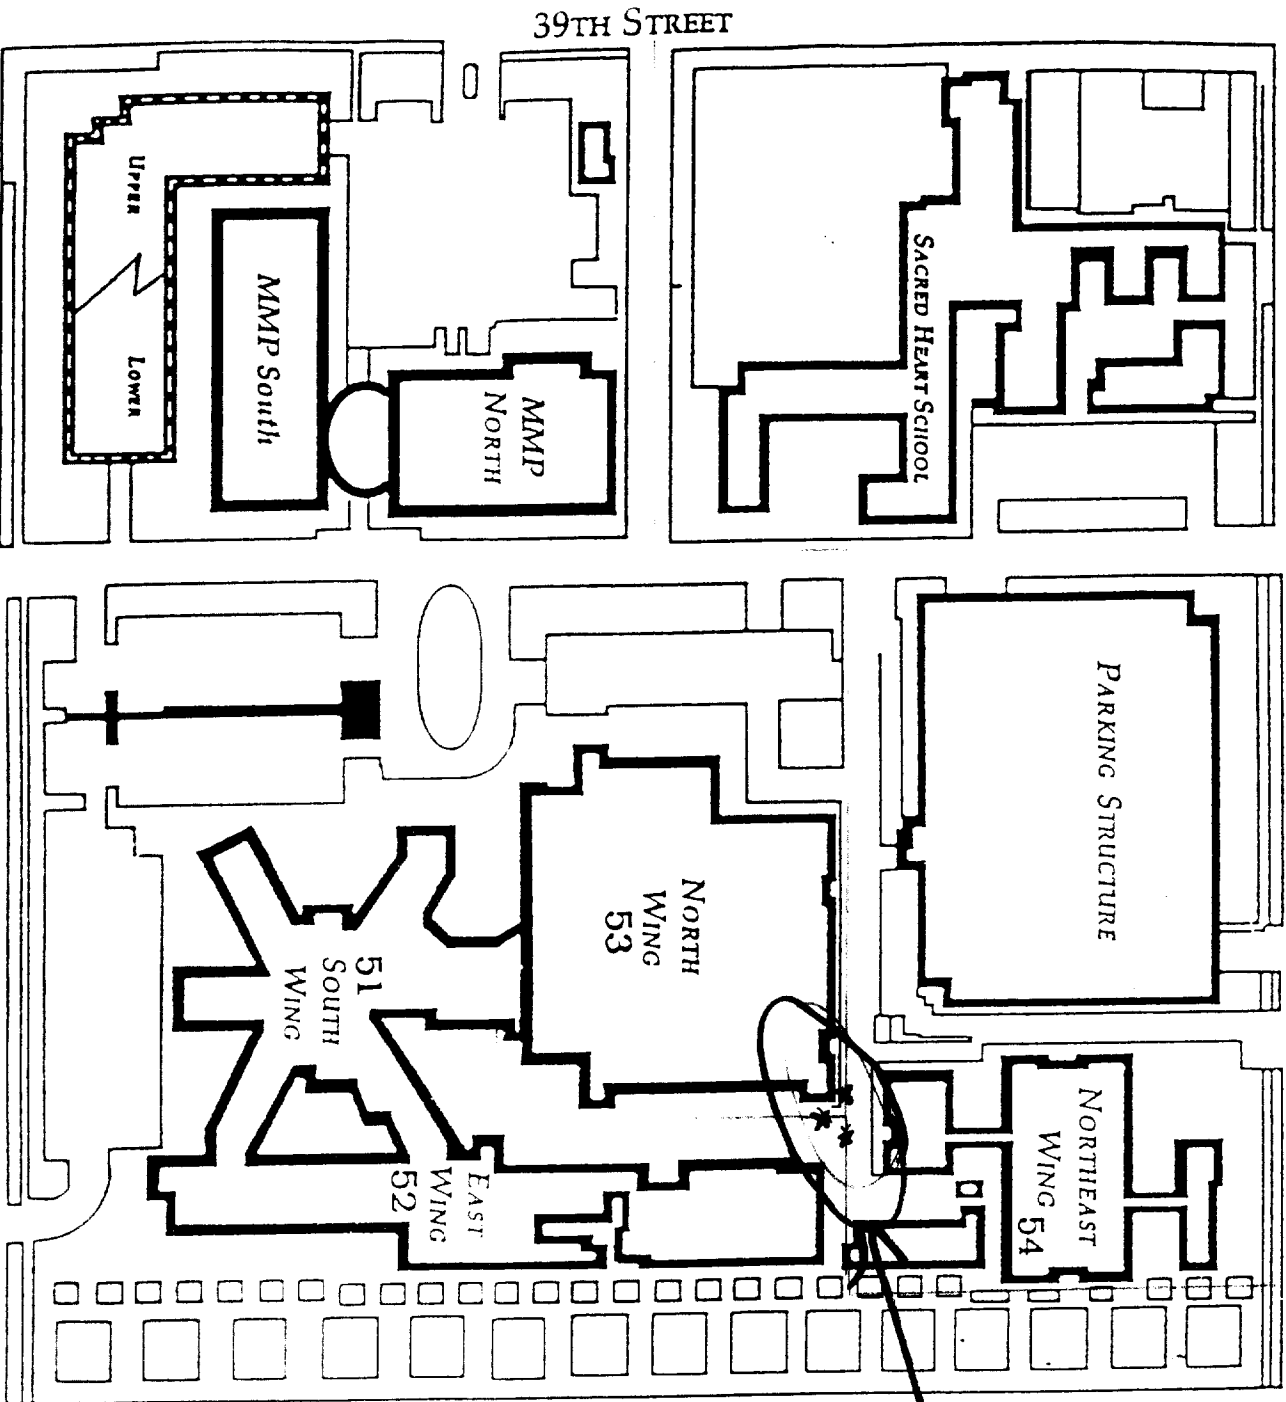 39TH STREET
UPPER
LOWER
MMP SOUTH
MMP
NORTH
SACRED HEART SCHOOL
PARKING STRUCTURE
NORTH
WING
53
51
SOUTH
WING
EAST
WING
52
NORTHEAST
WING 54